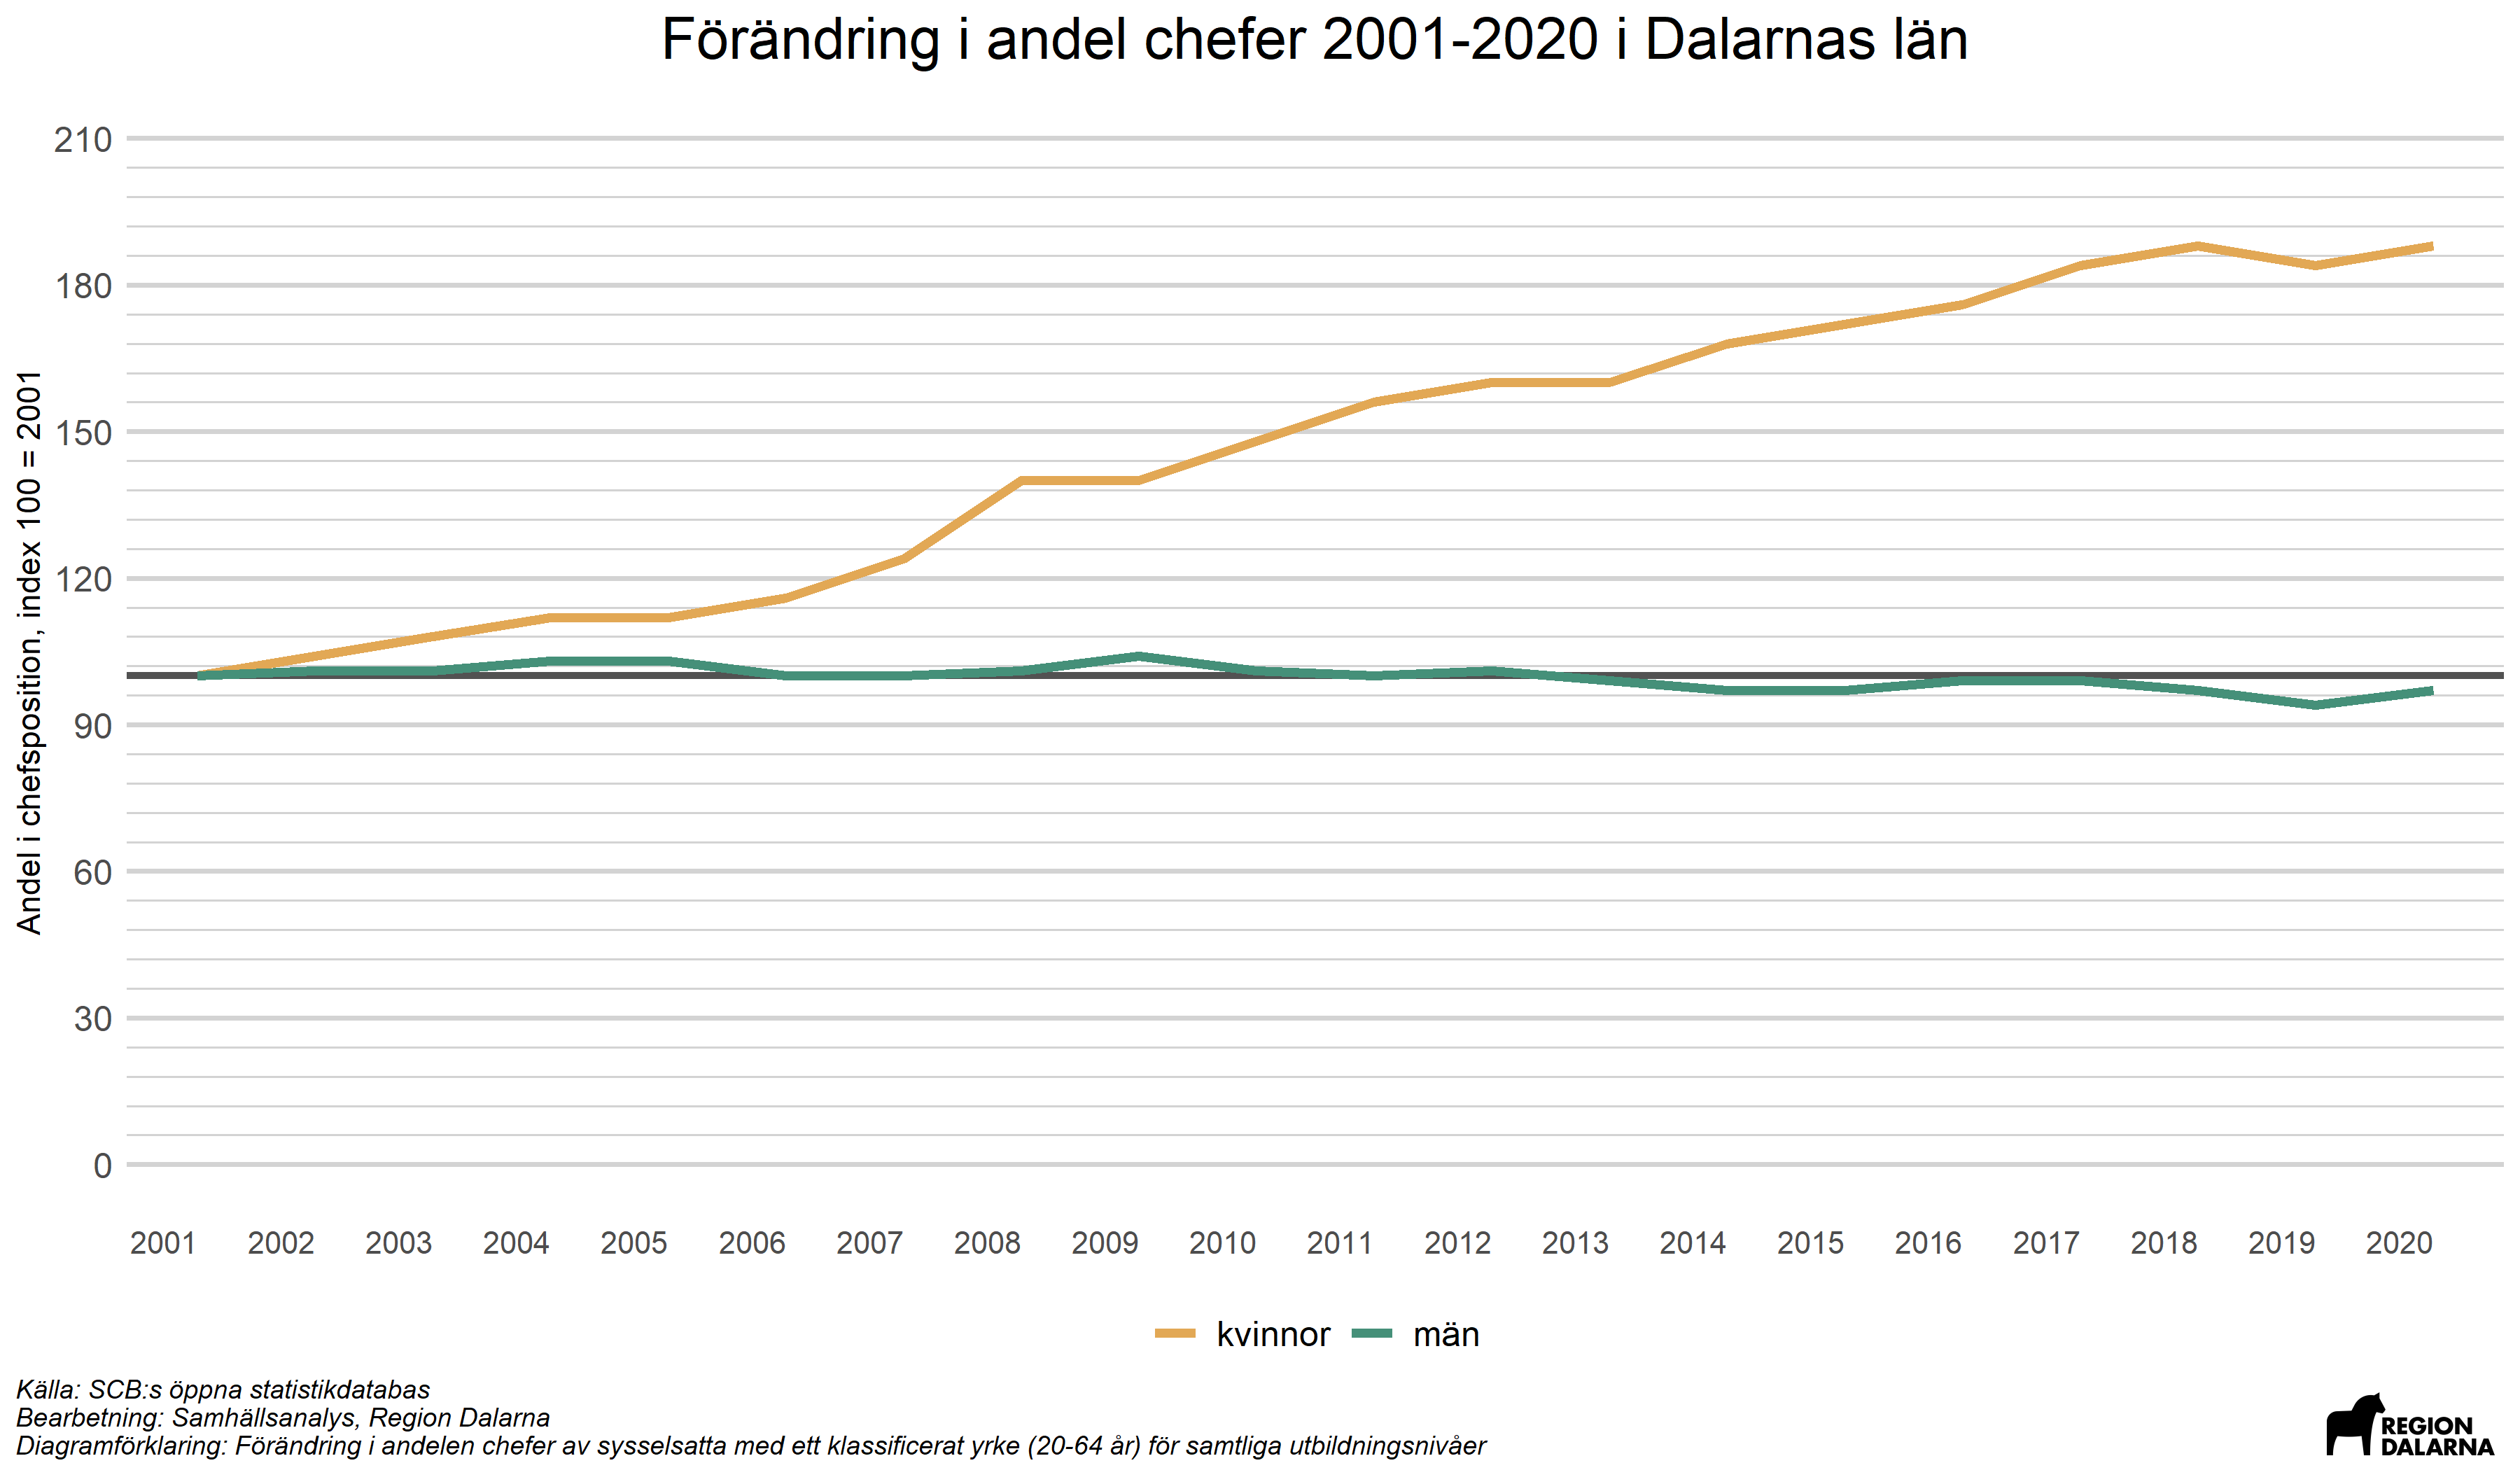 Förändring i andel chefer 2001-2020 i Dalarnas län
Andel i chefsposition, index 100 = 2001
210
180
150
120
90
60
30
0
2001 2002 2003 2004 2005 2006 2007 2008 2009 2010 2011 2012 2013 2014 2015 2016 2017 2018 2019 2020
kvinnor män
Källa: SCB:s öppna statistikdatabas
Bearbetning: Samhällsanalys, Region Dalarna
Diagramförklaring: Förändring i andelen chefer av sysselsatta med ett klassificerat yrke (20-64 år) för samtliga utbildningsnivåer
REGION
DALARNA